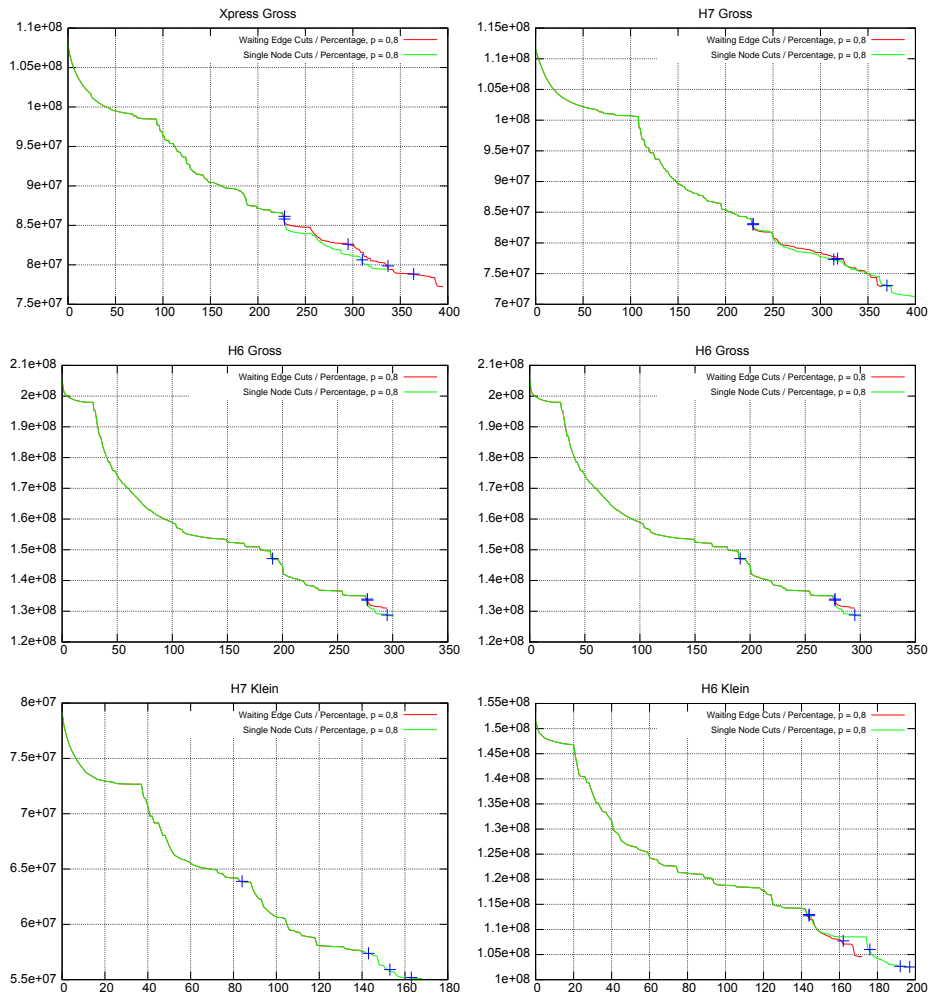 Xpress Gross
1.1e+08
1.05e+08
1e+08
9.5e+07
9e+07
8.5e+07
8e+07
7.5e+07
Waiting Edge Cuts / Percentage, p = 0,8
Single Node Cuts / Percentage, p = 0,8
0 50 100 150 200 250 300 350 400
H7 Gross
1.15e+08
1.1e+08
1.05e+08
1e+08
9.5e+07
9e+07
8.5e+07
8e+07
7.5e+07
7e+07
Waiting Edge Cuts / Percentage, p = 0,8
Single Node Cuts / Percentage, p = 0,8
0 50 100 150 200 250 300 350 400
H6 Gross
2.1e+08
2e+08
1.9e+08
1.8e+08
1.7e+08
1.6e+08
1.5e+08
1.4e+08
1.3e+08
1.2e+08
Waiting Edge Cuts / Percentage, p = 0,8
Single Node Cuts / Percentage, p = 0,8
0 50 100 150 200 250 300 350
H6 Gross
2.1e+08
2e+08
1.9e+08
1.8e+08
1.7e+08
1.6e+08
1.5e+08
1.4e+08
1.3e+08
1.2e+08
Waiting Edge Cuts / Percentage, p = 0,8
Single Node Cuts / Percentage, p = 0,8
0 50 100 150 200 250 300 350
H7 Klein
8e+07
7.5e+07
7e+07
6.5e+07
6e+07
5.5e+07
Waiting Edge Cuts / Percentage, p = 0,8
Single Node Cuts / Percentage, p = 0,8
0 20 40 60 80 100 120 140 160 180
H6 Klein
1.55e+08
1.5e+08
1.45e+08
1.4e+08
1.35e+08
1.3e+08
1.25e+08
1.2e+08
1.15e+08
1.1e+08
1.05e+08
1e+08
Waiting Edge Cuts / Percentage, p = 0,8
Single Node Cuts / Percentage, p = 0,8
0 20 40 60 80 100 120 140 160 180 200